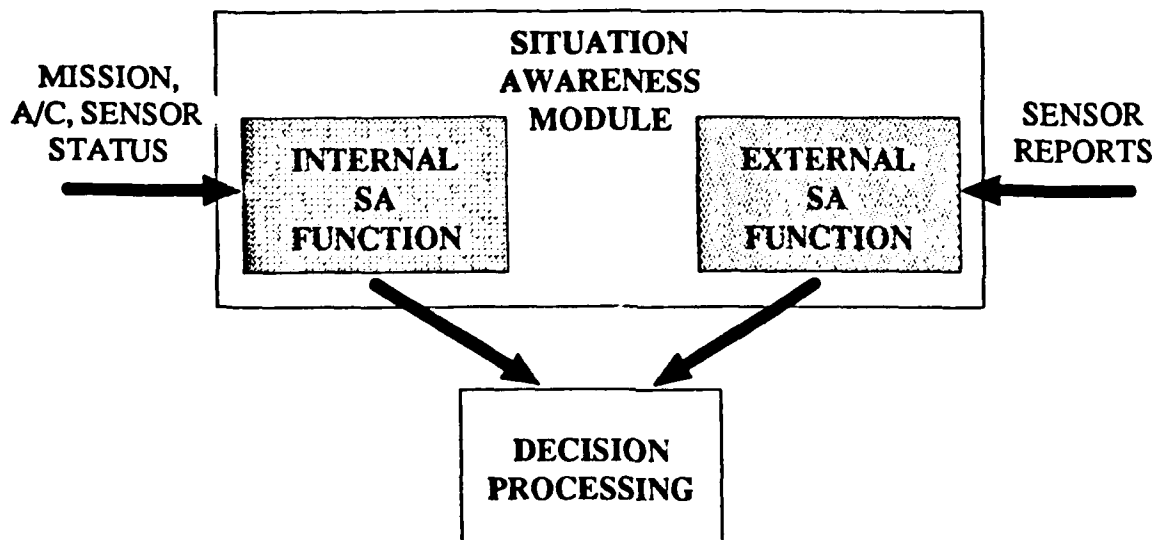 SITUATION
AWARENESS
MODULE
MISSION,
A/C, SENSOR
STATUS
INTERNAL
SA
FUNCTION
EXTERNAL
SA
FUNCTION
SENSOR
REPORTS
DECISION
PROCESSING